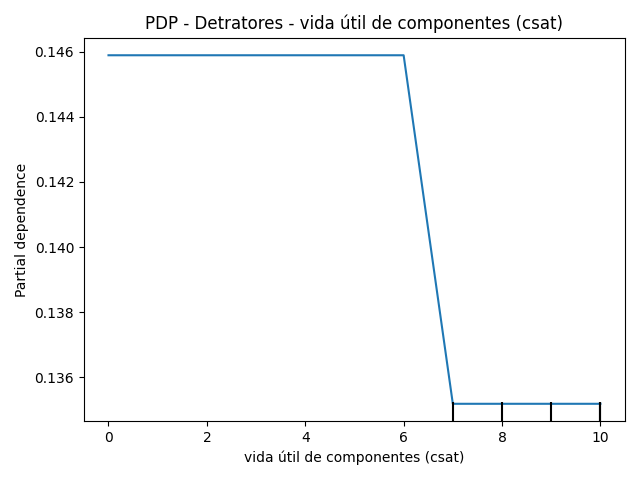 PDP - Detratores - vida útil de componentes (csat)
Partial dependence
0.146
0.144
0.142
0.140
0.138
0.136
0 2 4 6 8 10
vida útil de componentes (csat)